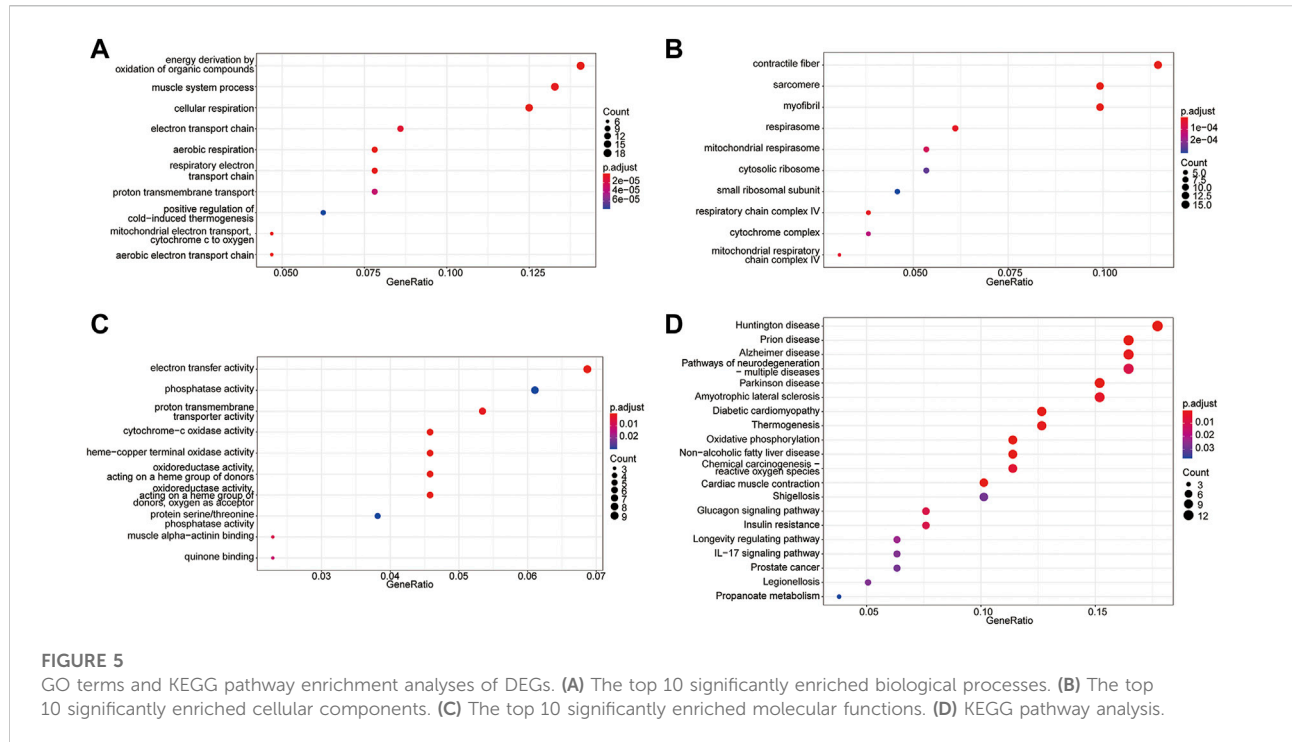 A
energy derivation by
oxidation of organic compounds
muscle system process
cellular respiration
electron transport chain
aerobic respiration
respiratory electron
transport chain
proton transmembrane transport
positive regulation of
cold−induced thermogenesis
mitochondrial electron transport,
cytochrome c to oxygen
aerobic electron transport chain
0.050 0.075 0.100 0.125
GeneRatio
Count
6
9
12
15
18
p.adjust
2e−05
4e−05
6e−05
B
contractile fiber
sarcomere
myofibril
respirasome
mitochondrial respirasome
cytosolic ribosome
small ribosomal subunit
respiratory chain complex IV
cytochrome complex
mitochondrial respiratory
chain complex IV
0.050 0.075 0.100
GeneRatio
p.adjust
1e−04
2e−04
Count
5.0
7.5
10.0
12.5
15.0
C
electron transfer activity
phosphatase activity
proton transmembrane
transporter activity
cytochrome−c oxidase activity
heme−copper terminal oxidase activity
oxidoreductase activity,
acting on a heme group of donors
oxidoreductase activity,
acting on a heme group of
donors, oxygen as acceptor
protein serine/threonine
phosphatase activity
muscle alpha−actinin binding
quinone binding
0.03 0.04 0.05 0.06 0.07
GeneRatio
p.adjust
0.01
0.02
Count
3
4
5
6
7
8
9
D
Huntington disease
Prion disease
Alzheimer disease
Pathways of neurodegeneration
− multiple diseases
Parkinson disease
Amyotrophic lateral sclerosis
Diabetic cardiomyopathy
Thermogenesis
Oxidative phosphorylation
Non−alcoholic fatty liver disease
Chemical carcinogenesis −
reactive oxygen species
Cardiac muscle contraction
Shigellosis
Glucagon signaling pathway
Insulin resistance
Longevity regulating pathway
IL−17 signaling pathway
Prostate cancer
Legionellosis
Propanoate metabolism
0.05 0.10 0.15
GeneRatio
p.adjust
0.01
0.02
0.03
Count
3
6
9
12
FIGURE 5
GO terms and KEGG pathway enrichment analyses of DEGs. (A) The top 10 significantly enriched biological processes. (B) The top
10 significantly enriched cellular components. (C) The top 10 significantly enriched molecular functions. (D) KEGG pathway analysis.